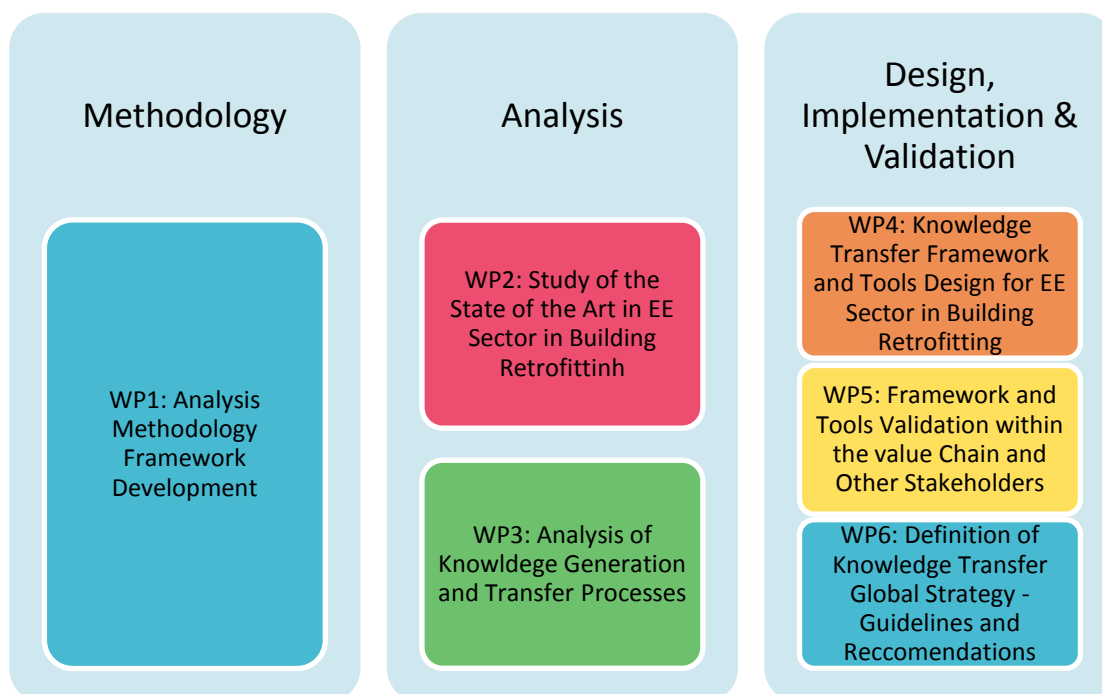 Methodology
WP1: Analysis
Methodology
Framework
Development
Analysis
WP2: Study of the
State of the Art in EE
Sector in Building
Retrofittinh
WP3: Analysis of
Knowldege Generation
and Transfer Processes
Design,
Implementation &
Validation
WP4: Knowledge
Transfer Framework
and Tools Design for EE
Sector in Building
Retrofitting
WP5: Framework and
Tools Validation within
the value Chain and
Other Stakeholders
WP6: Definition of
Knowledge Transfer
Global Strategy -
Guidelines and
Reccomendations